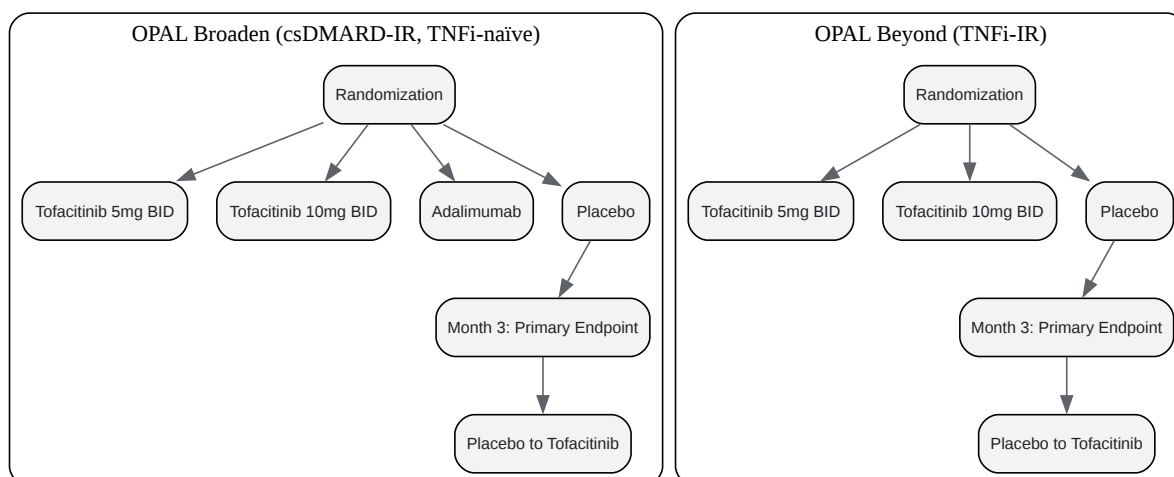 OPAL Broaden (csDMARD-IR, TNFi-naïve)
Randomization
Tofacitinib 5mg BID
Tofacitinib 10mg BID
Adalimumab
Placebo
Month 3: Primary Endpoint
Placebo to Tofacitinib
OPAL Beyond (TNFi-IR)
Randomization
Tofacitinib 5mg BID
Tofacitinib 10mg BID
Placebo
Month 3: Primary Endpoint
Placebo to Tofacitinib